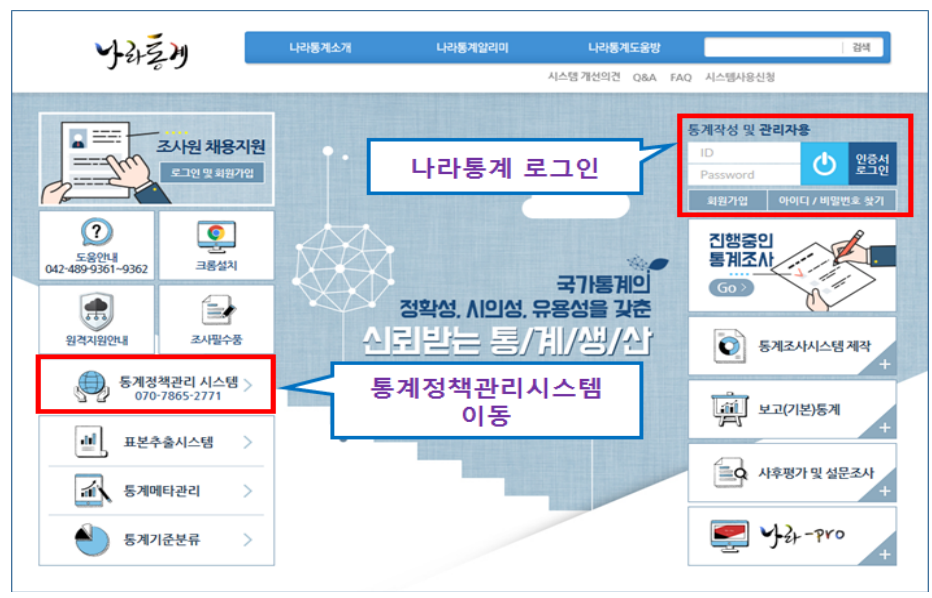 나라통계
나라통계소개 나라통계알리미 나라통계도움방 검색
시스템 개선의견 Q&A FAQ 시스템사용신청
조사원 채용지원
로그인 및 회원가입
나라통계 로그인
통계작성 및 관리자용
ID
Password
인증서
로그인
회원가입 아이디 / 비밀번호 찾기
도움안내
042-489-9361~9362
크롬설치
원격지원안내
조사필수품
진행중인
통계조사
Go >
국가통계의
정확성, 시의성, 유용성을 갖춘
신뢰받는 통/계/생/산
통계정책관리 시스템 >
070-7865-2771
통계정책관리시스템
이동
표본추출시스템 >
통계메타관리 >
통계기준분류 >
통계조사시스템 제작 +
보고(기본)통계 +
사후평가 및 설문조사 +
나라-pro +